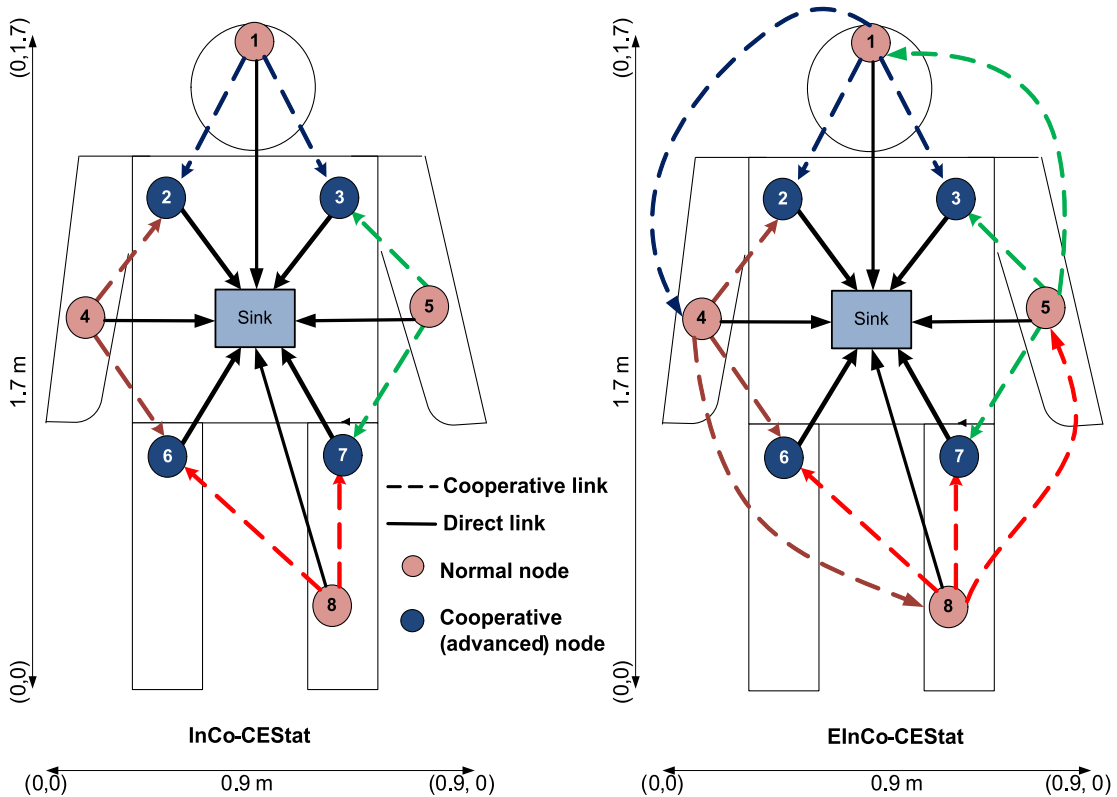 (0,1.7)
1.7 m
(0,0)
1
2
3
4
Sink
5
6
7
8
Cooperative link
Direct link
Normal node
Cooperative
(advanced) node
InCo-CEStat
(0,0)
0.9 m
(0.9, 0)
(0,1.7)
1.7 m
(0,0)
1
2
3
4
Sink
5
6
7
8
EInCo-CEStat
(0,0)
0.9 m
(0.9, 0)